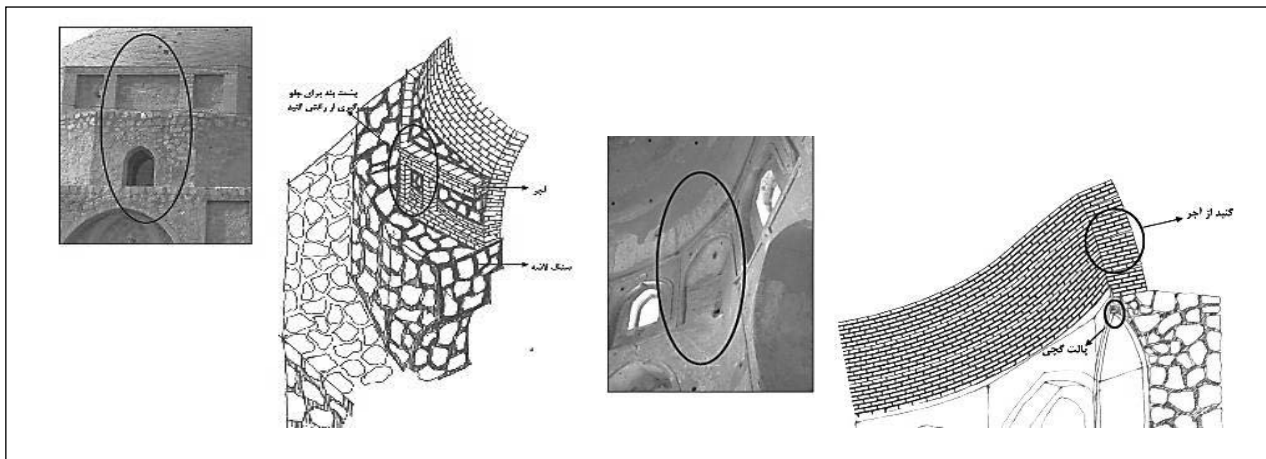 پشت بند برای جلو
گیری از رانش گنبد
آجر
سنگ لاشه
گنبد از آجر
پالت گچی